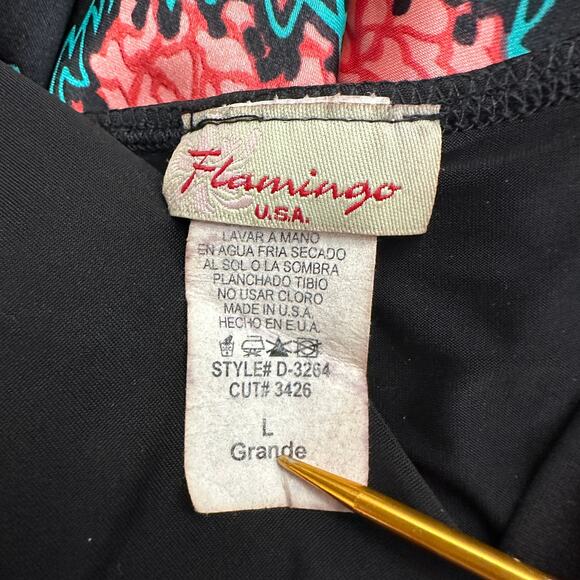 Flamingo
U.S.A.
LAVAR A MANO
EN AGUA FRIA SECADO
AL SOL O LA SOMBRA
PLANCHADO TIBIO
NO USAR CLORO
MADE IN U.S.A.
HECHO EN E.U.A.
STYLE# D-3264
CUT# 3426
L
Grande